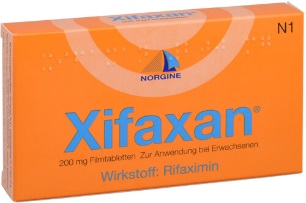 N1
NORGINE
Xifaxan®
200 mg Filmtabletten Zur Anwendung bei Erwachsenen
Wirkstoff: Rifaximin